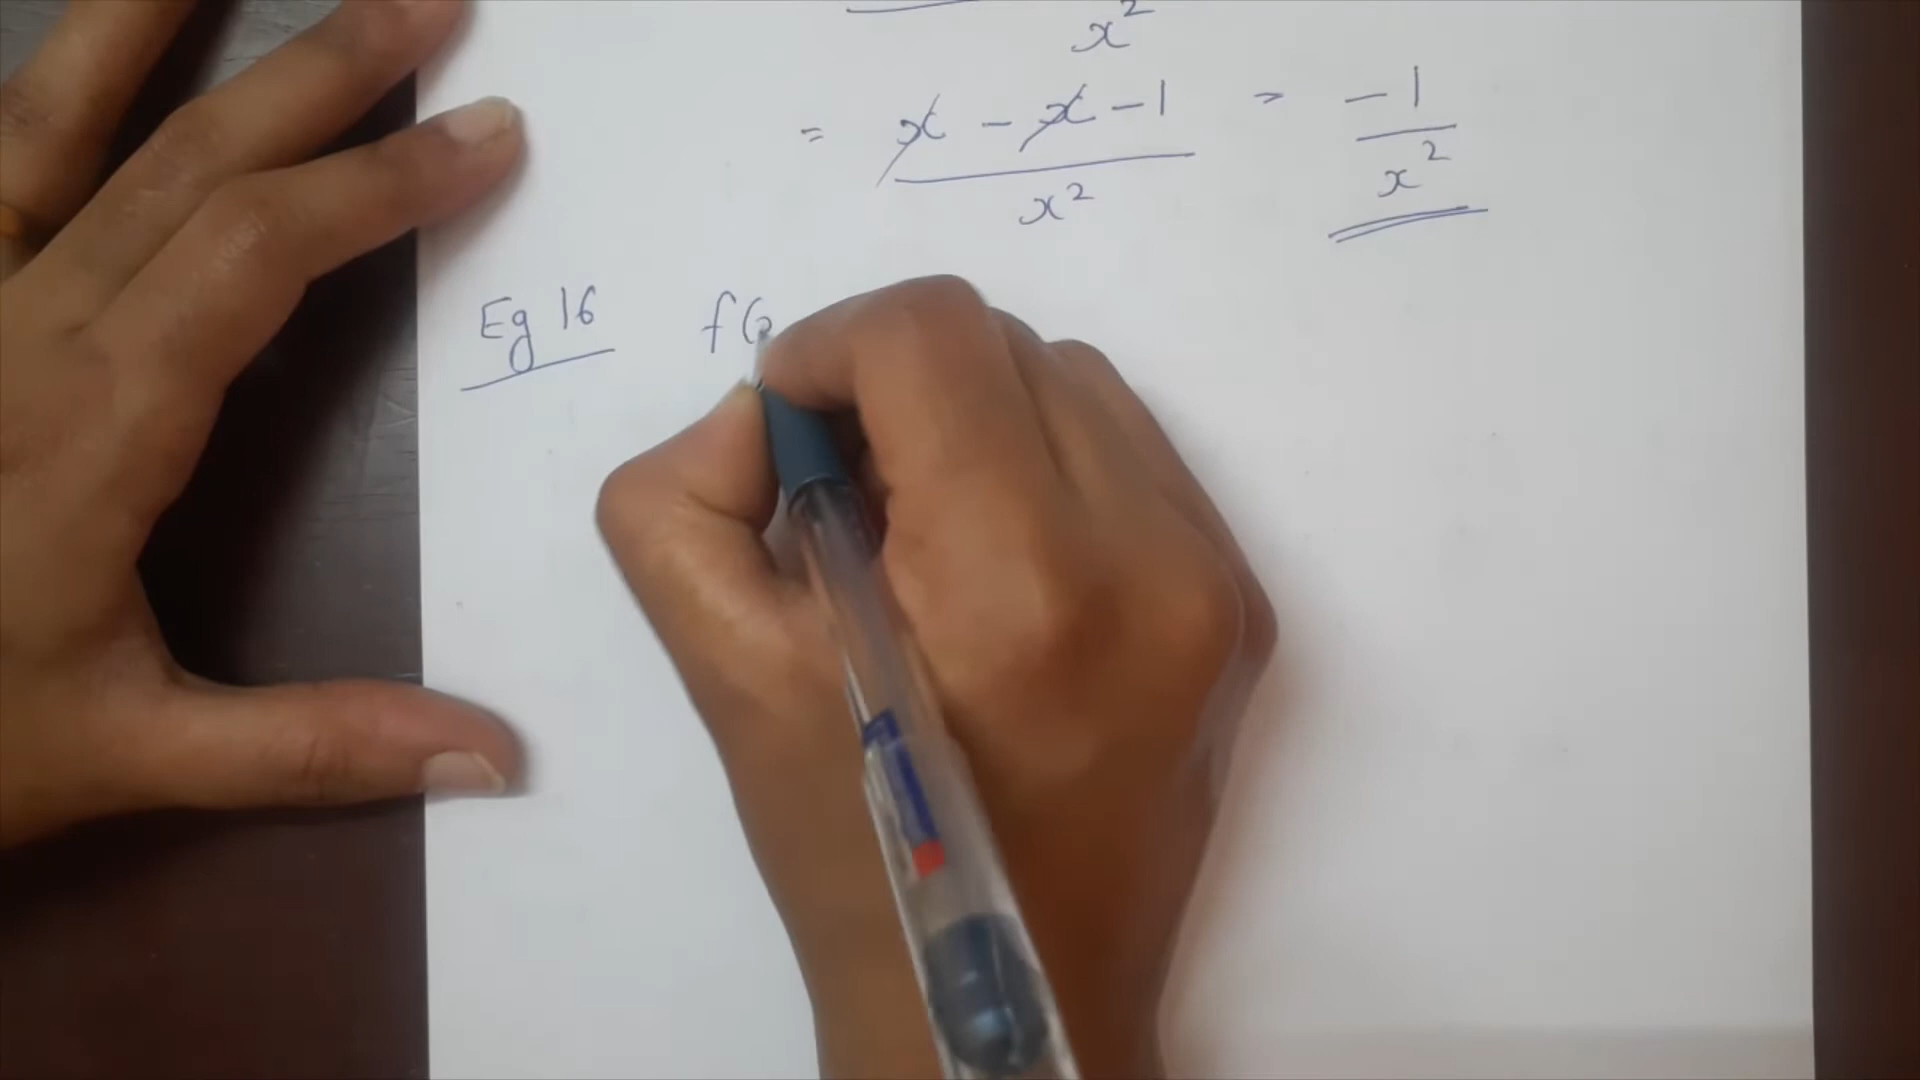 x²
= x - x - 1 / x² = -1 / x²
Eg 16 f(